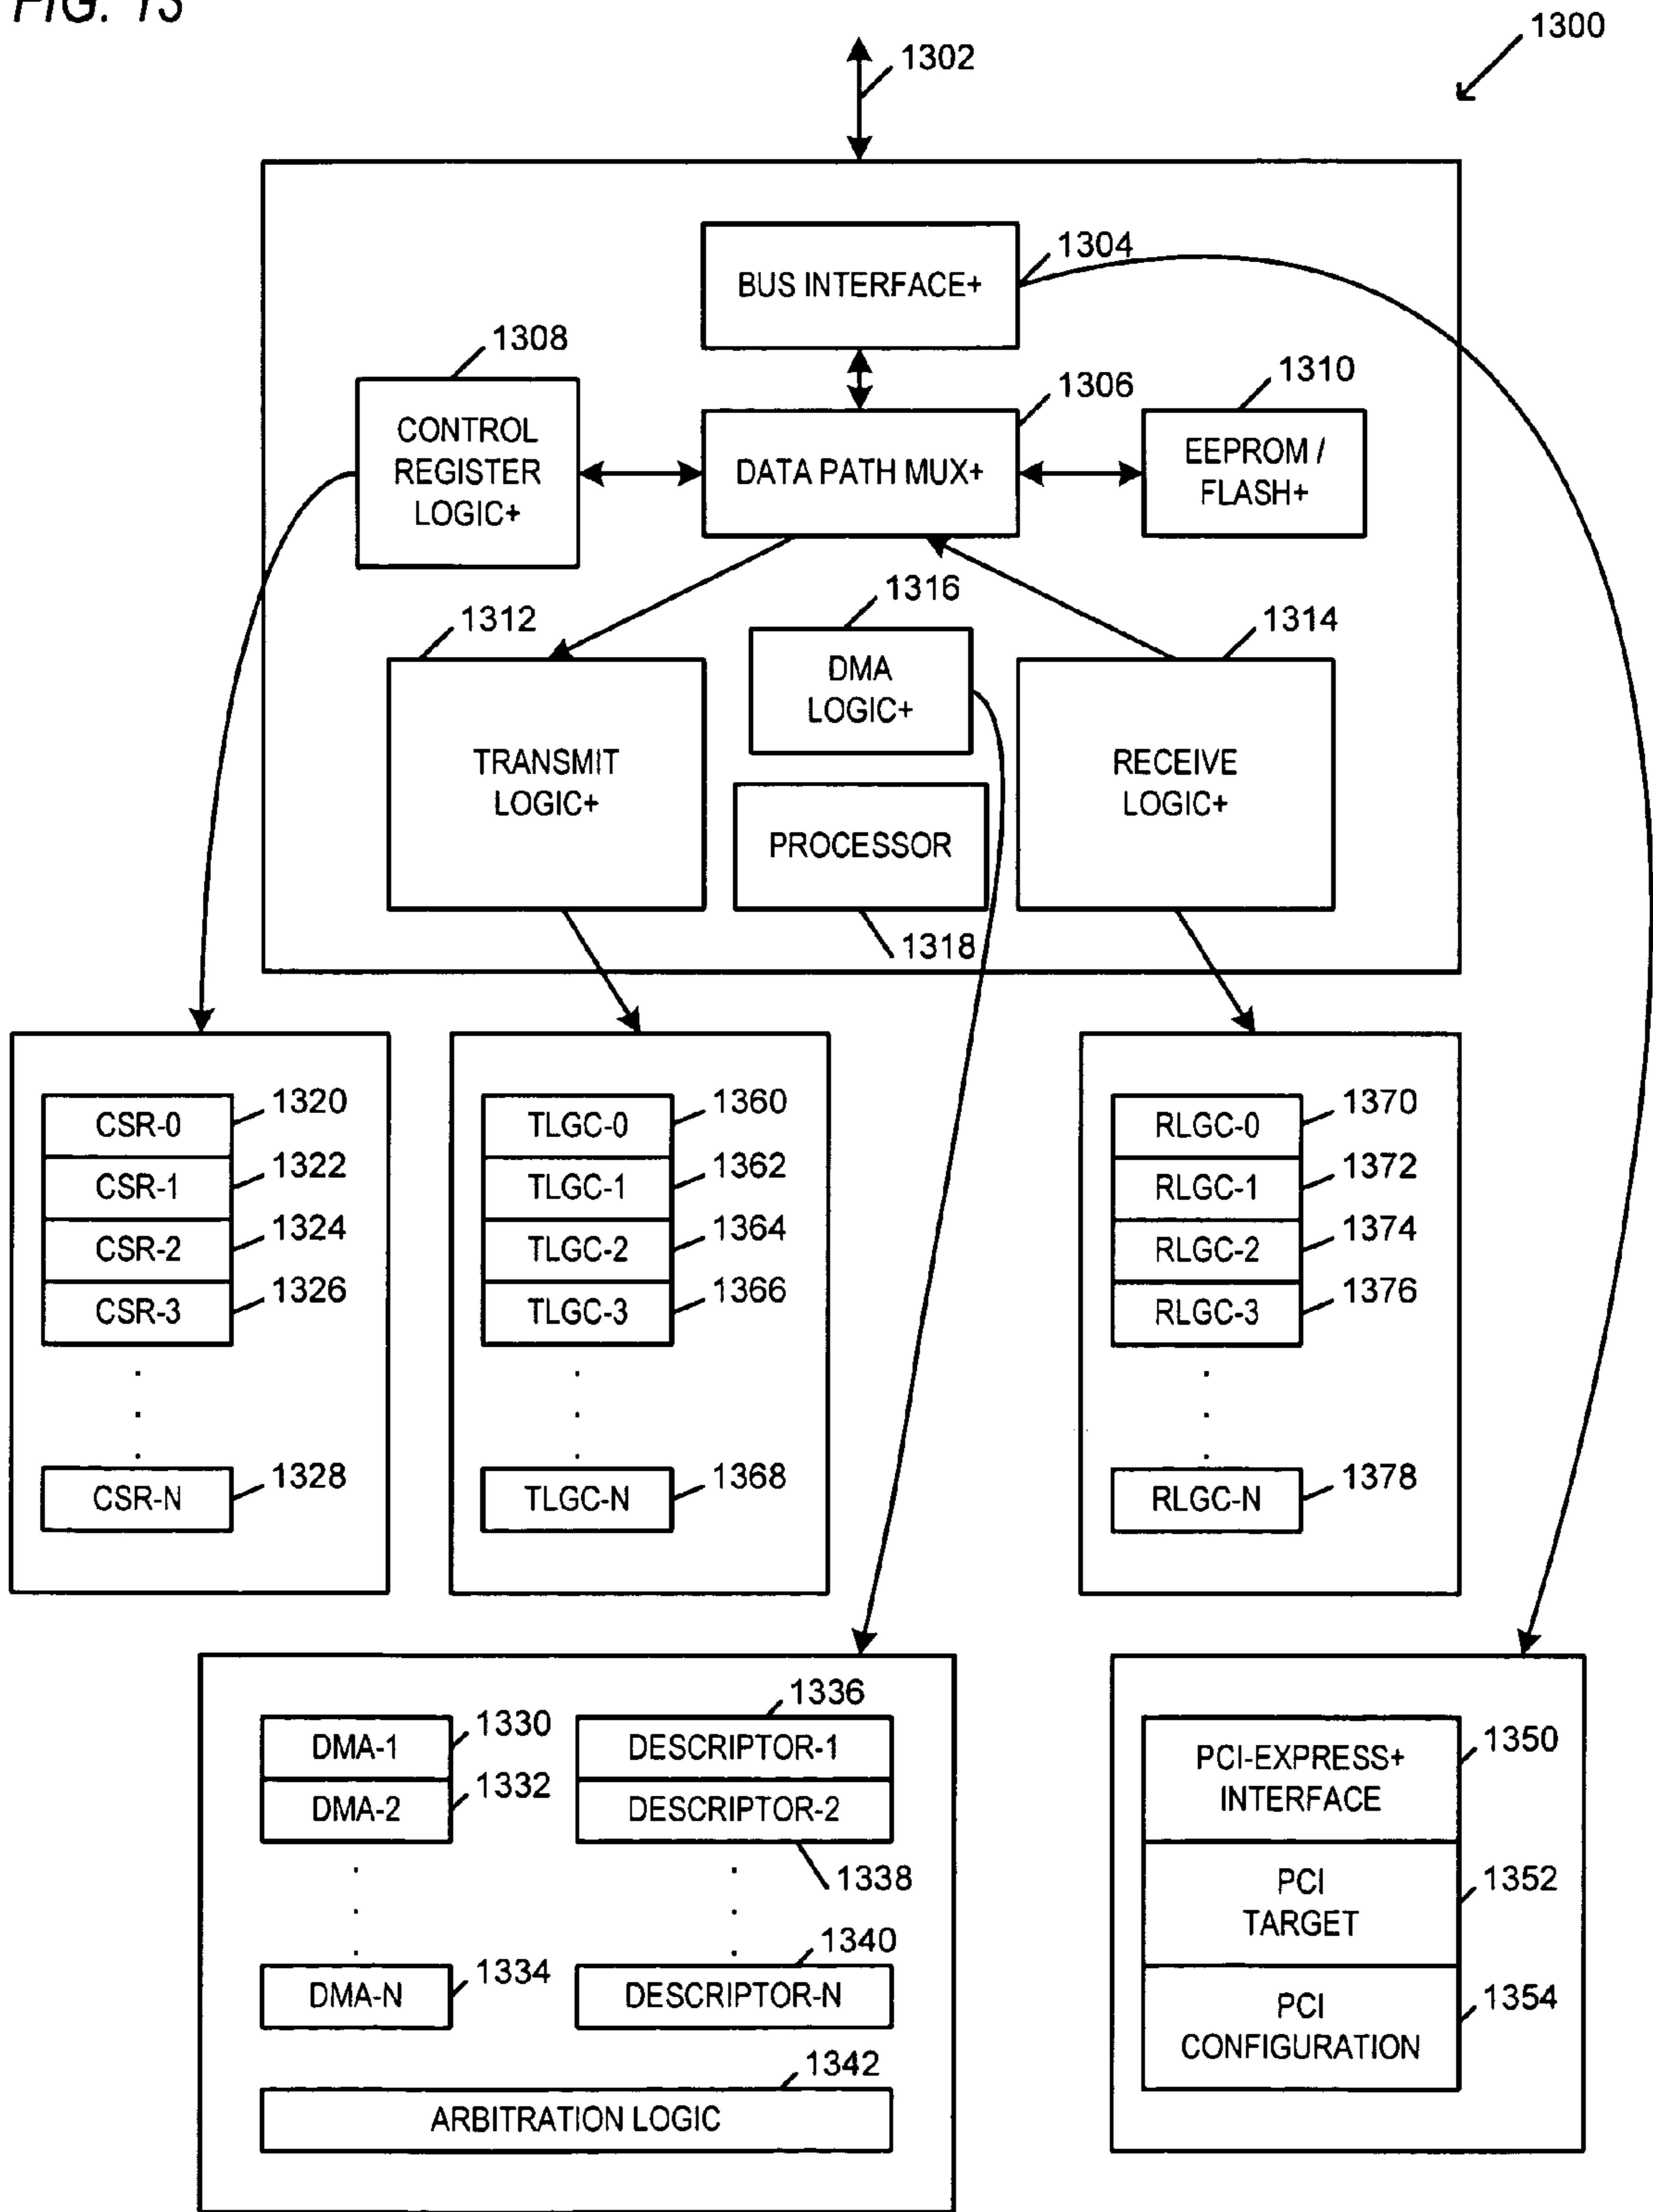 FIG. 13
1300
1302
1304
BUS INTERFACE+
1308
1306
1310
CONTROL
REGISTER
LOGIC+
DATA PATH MUX+
EEPROM /
FLASH+
1312
1316
1314
DMA
LOGIC+
TRANSMIT
LOGIC+
RECEIVE
LOGIC+
PROCESSOR
1318
CSR-0
1320
CSR-1
1322
CSR-2
1324
CSR-3
1326
.
.
.
CSR-N
1328
TLGC-0
1360
TLGC-1
1362
TLGC-2
1364
TLGC-3
1366
.
.
.
TLGC-N
1368
RLGC-0
1370
RLGC-1
1372
RLGC-2
1374
RLGC-3
1376
.
.
.
RLGC-N
1378
DMA-1
1330
DMA-2
1332
.
.
.
DMA-N
1334
1336
DESCRIPTOR-1
DESCRIPTOR-2
1338
.
.
.
1340
DESCRIPTOR-N
1342
ARBITRATION LOGIC
PCI-EXPRESS+
INTERFACE
1350
PCI
TARGET
1352
PCI
CONFIGURATION
1354